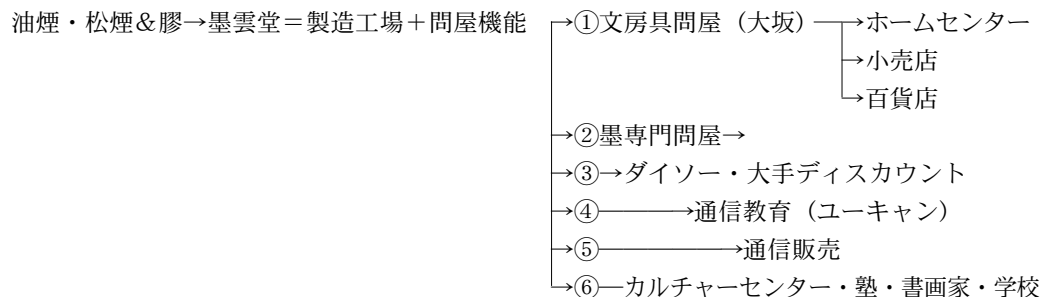 油煙・松煙&膠→墨雲堂＝製造工場＋問屋機能 →①文房具問屋（大坂）→ホームセンター
→小売店
→百貨店
→②墨専門問屋→
→③→ダイソー・大手ディスカウント
→④―――→通信教育（ユーキャン）
→⑤―――――→通信販売
→⑥―カルチャーセンター・塾・書画家・学校